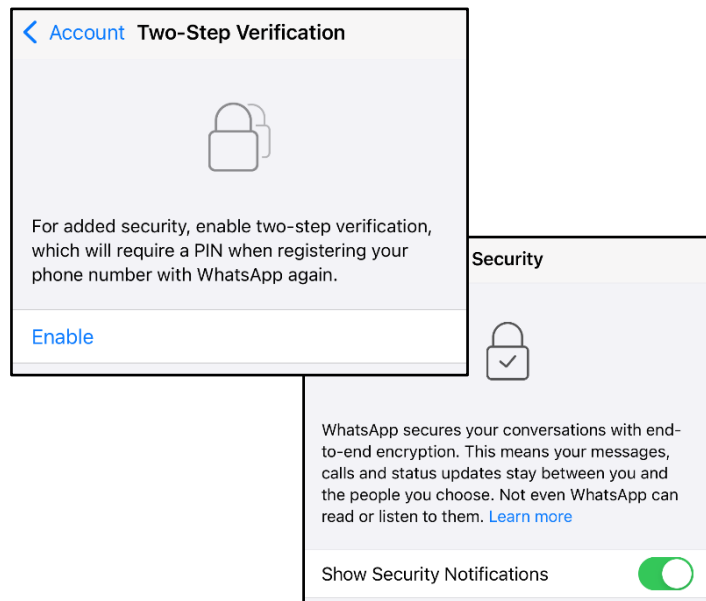 Account Two-Step Verification
For added security, enable two-step verification,
which will require a PIN when registering your
phone number with WhatsApp again.
Enable
Security
WhatsApp secures your conversations with end-
to-end encryption. This means your messages,
calls and status updates stay between you and
the people you choose. Not even WhatsApp can
read or listen to them. Learn more
Show Security Notifications